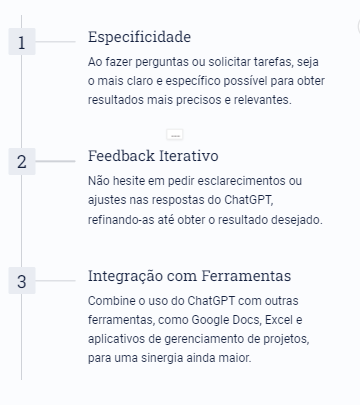 1
Especificidade
Ao fazer perguntas ou solicitar tarefas, seja
o mais claro e específico possível para obter
resultados mais precisos e relevantes.
2
Feedback Iterativo
Não hesite em pedir esclarecimentos ou
ajustes nas respostas do ChatGPT,
refinando-as até obter o resultado desejado.
3
Integração com Ferramentas
Combine o uso do ChatGPT com outras
ferramentas, como Google Docs, Excel e
aplicativos de gerenciamento de projetos,
para uma sinergia ainda maior.